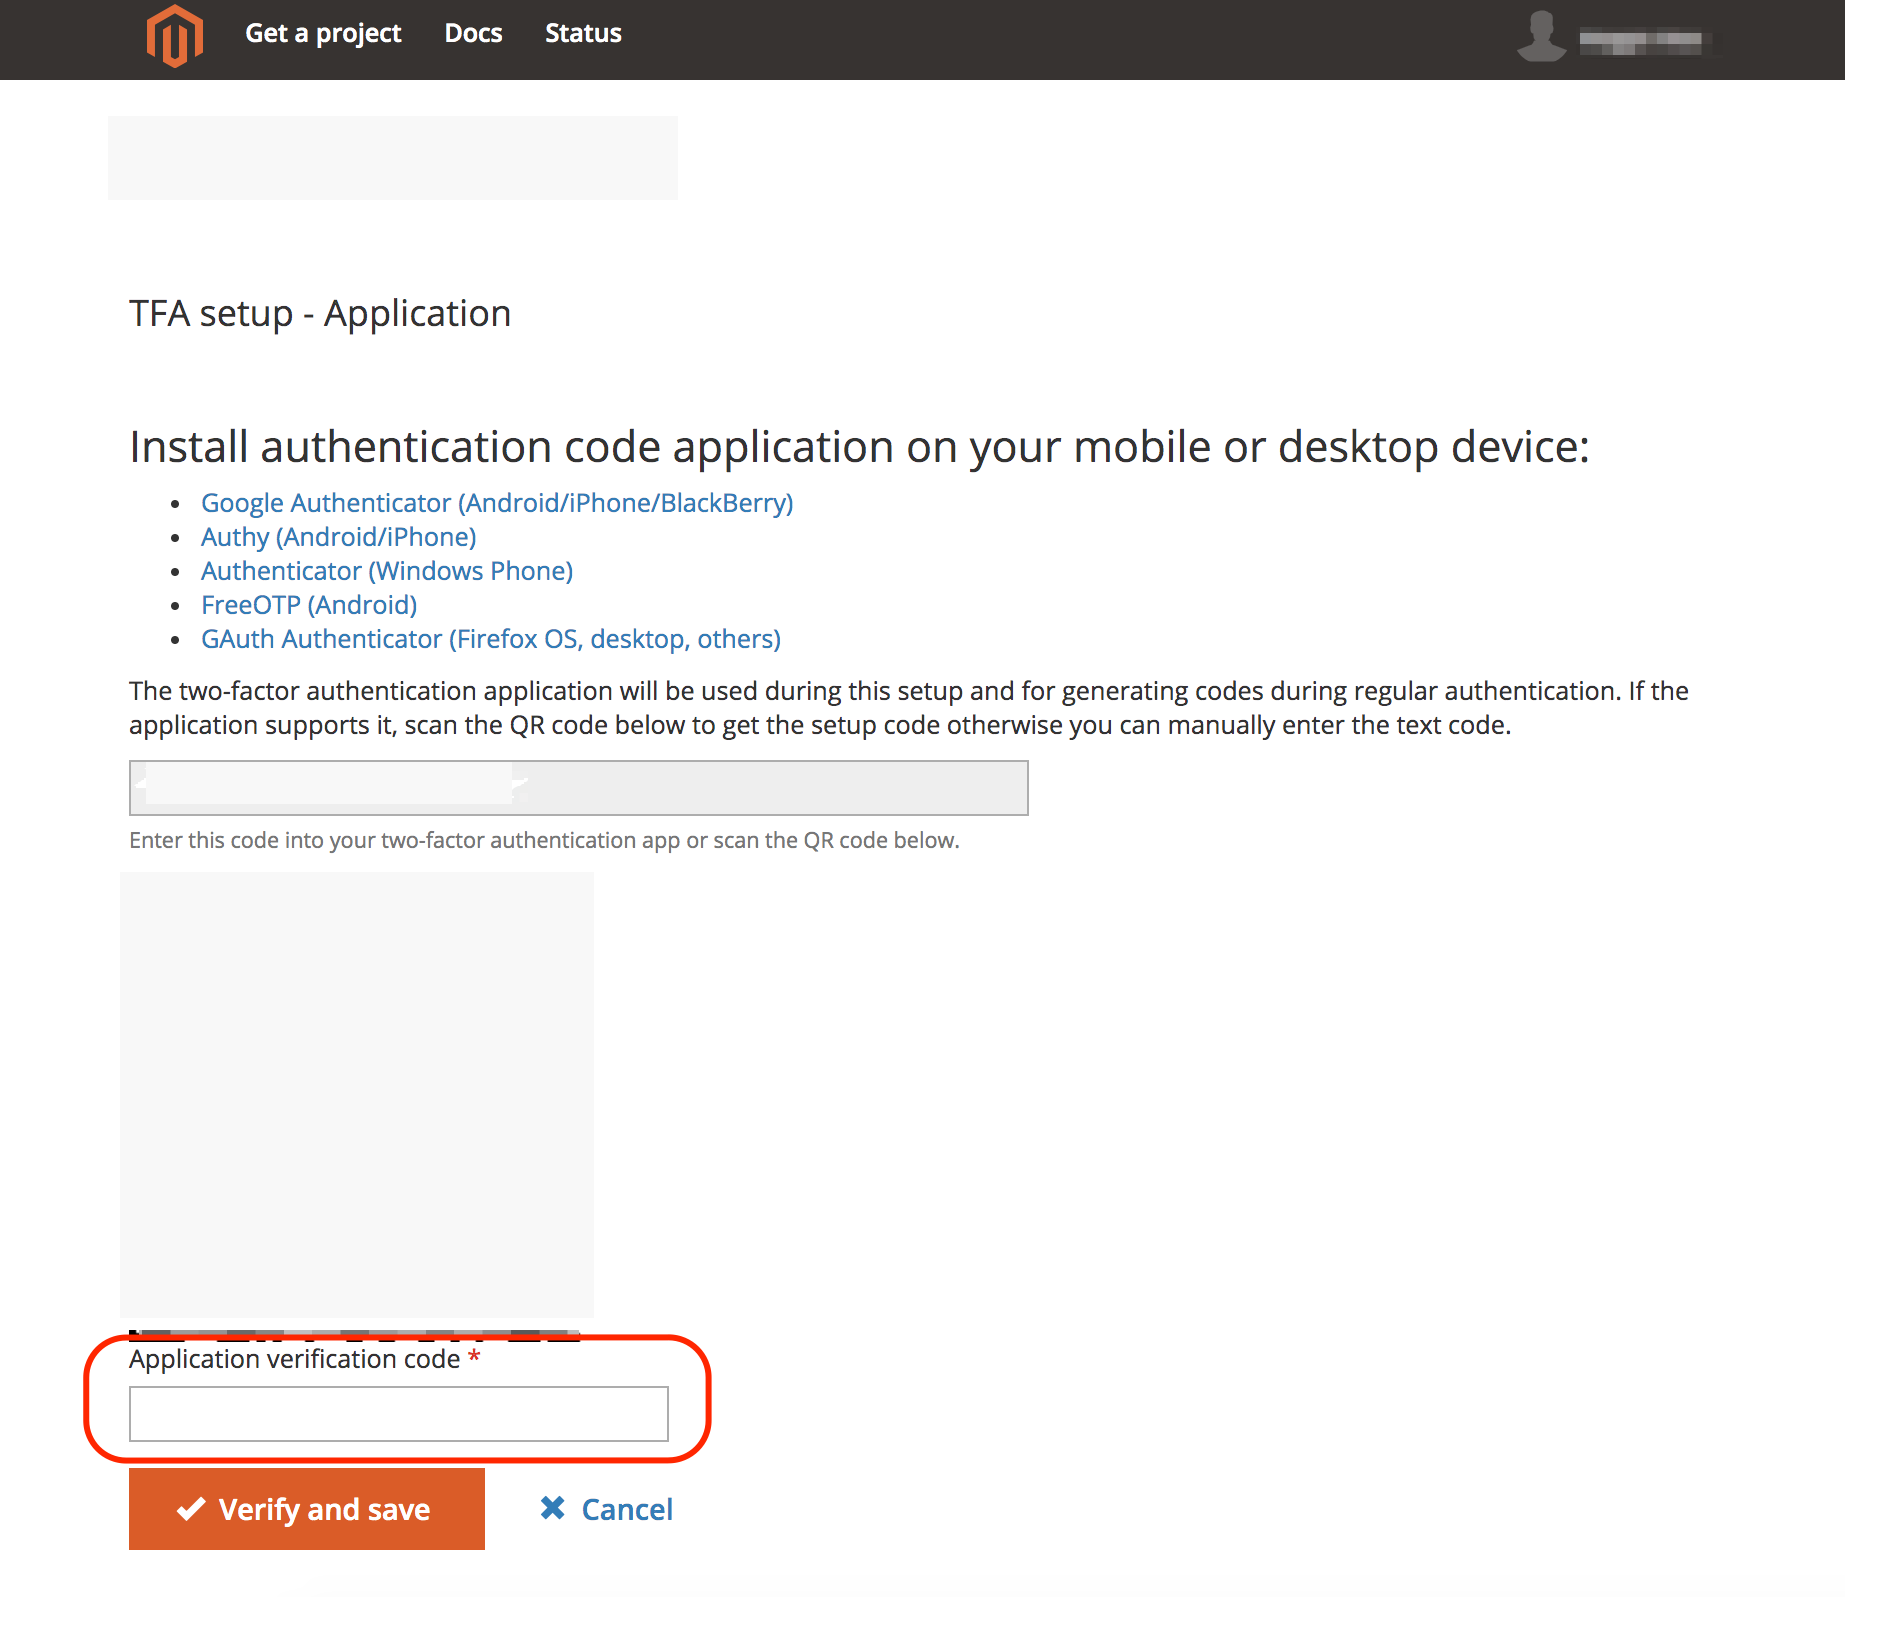 Get a project Docs Status
TFA setup - Application
Install authentication code application on your mobile or desktop device:
• Google Authenticator (Android/iPhone/BlackBerry)
• Authy (Android/iPhone)
• Authenticator (Windows Phone)
• FreeOTP (Android)
• GAuth Authenticator (Firefox OS, desktop, others)
The two-factor authentication application will be used during this setup and for generating codes during regular authentication. If the
application supports it, scan the QR code below to get the setup code otherwise you can manually enter the text code.
Enter this code into your two-factor authentication app or scan the QR code below.
Application verification code *
Verify and save Cancel